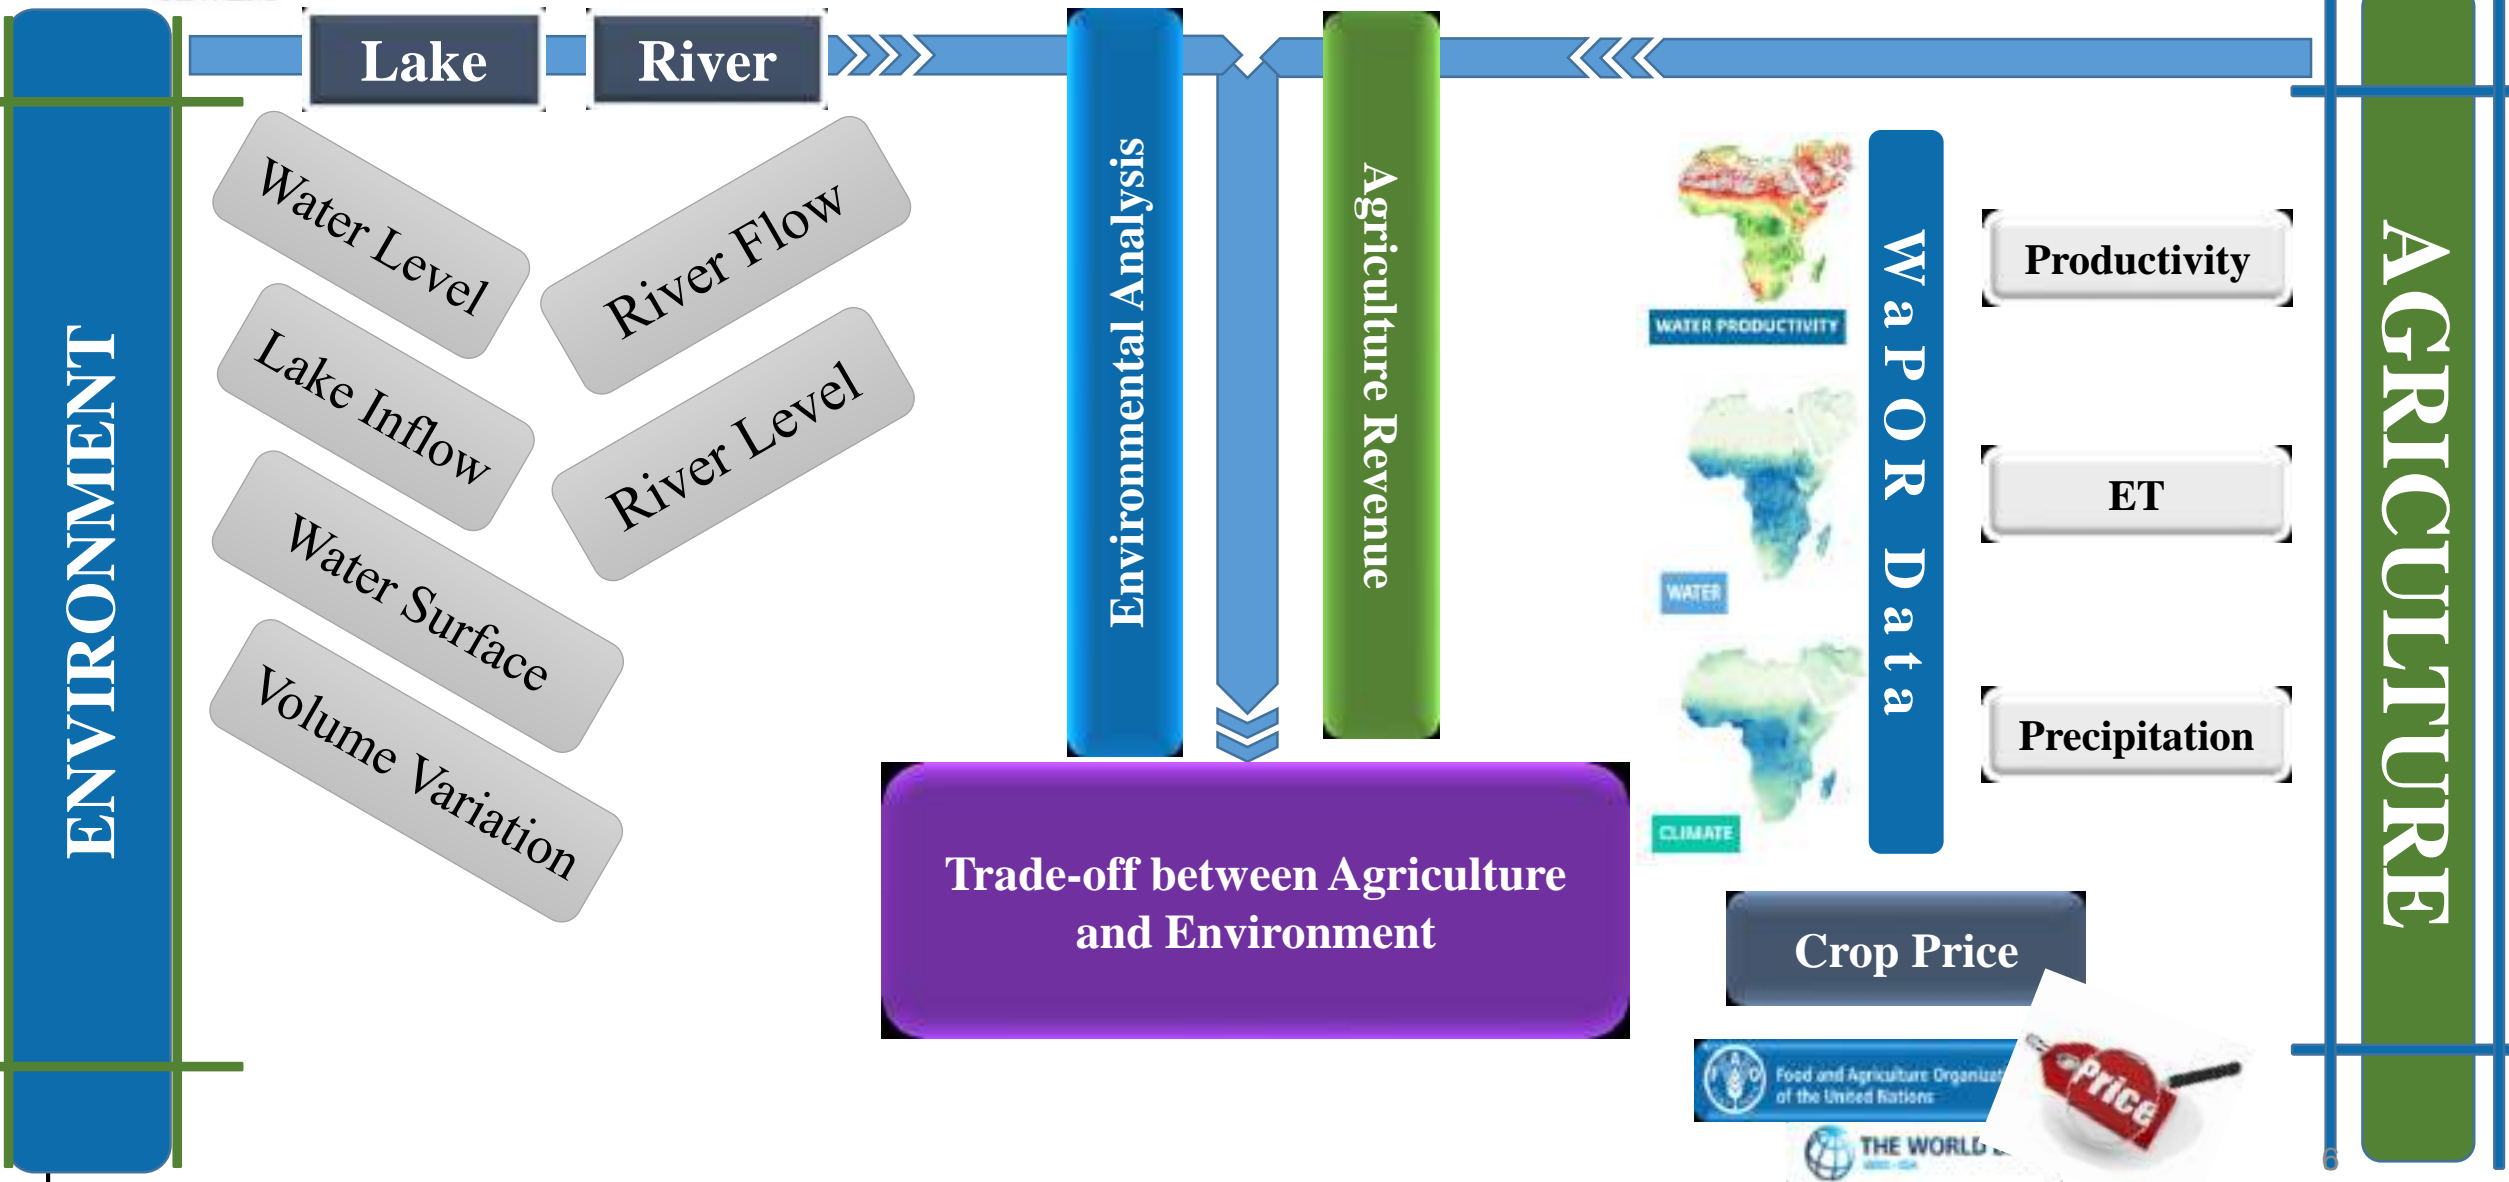 ENVIRONMENT
Lake
River
Water Level
Lake Inflow
Water Surface
Volume Variation
River Flow
River Level
Environmental Analysis
Agriculture Revenue
Trade-off between Agriculture
and Environment
WATER PRODUCTIVITY
WATER
CLIMATE
WaPOR Data
Productivity
ET
Precipitation
Crop Price
Food and Agriculture
of the United Nations
THE WORLD
Price
AGRICULTURE
6